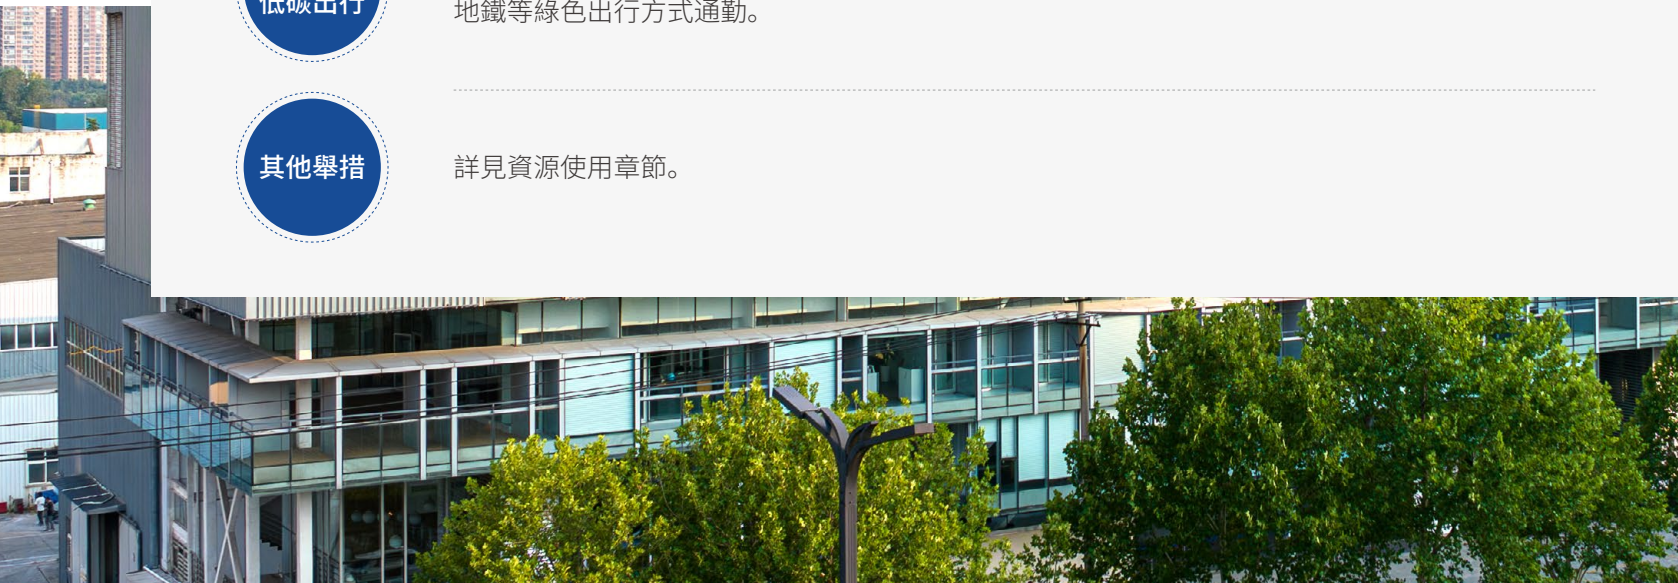 低碳出行
地鐵等綠色出行方式通勤。
其他舉措
詳見資源使用章節。